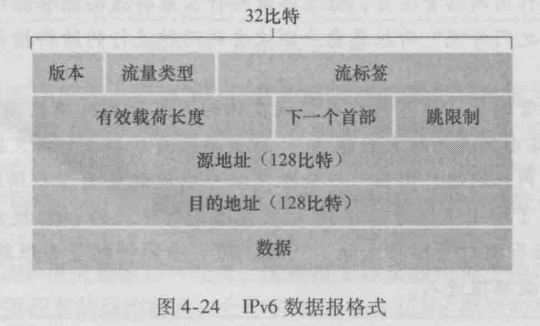 32比特
版本 流量类型 流标签
有效载荷长度 下一个首部 跳限制
源地址（128比特）
目的地址（128比特）
数据
图 4-24 IPv6 数据报格式